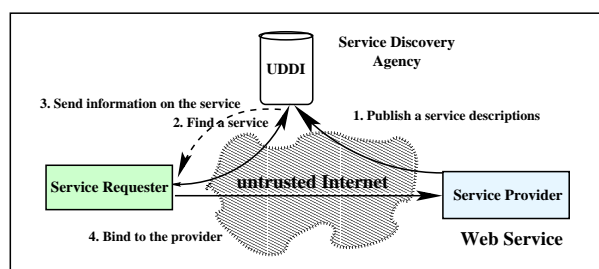 UDDI
Service Discovery
Agency
3. Send information on the service
2. Find a service
1. Publish a service descriptions
Service Requester
untrusted Internet
Service Provider
4. Bind to the provider
Web Service